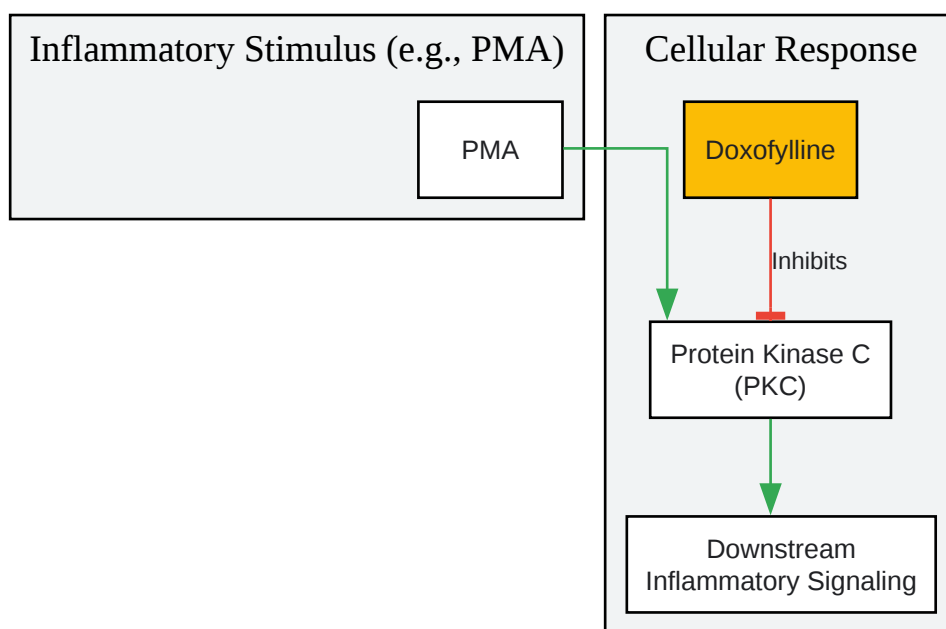 Inflammatory Stimulus (e.g., PMA)
PMA
Cellular Response
Doxofylline
Inhibits
Protein Kinase C
(PKC)
Downstream
Inflammatory Signaling